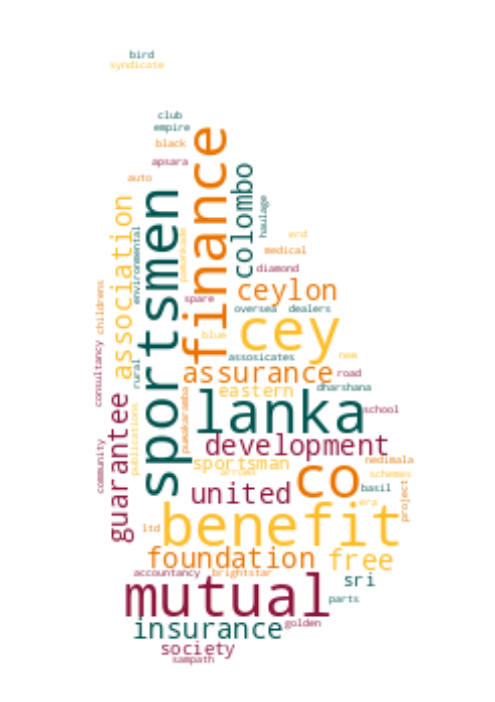 bird
syndicate
club
empire
black
apsara
auto
finance
sportsmen
colombo
association
environmental
haulage
pamunakade
erd
medical
diamond
ceylon
spare
oversea
dealers
childrens
cey
blue
assosicates
new
consultancy
rural
assurance
road
eastern
dharshana
puwakaramba
lanka
school
guarantee
publications
development
sportsman
nedimala
arrow
schemes
community
united
co
basil
project
era
benefit
ltd
foundation
free
accountancy
brightstar
sri
mutual
parts
insurance
golden
society
sampath